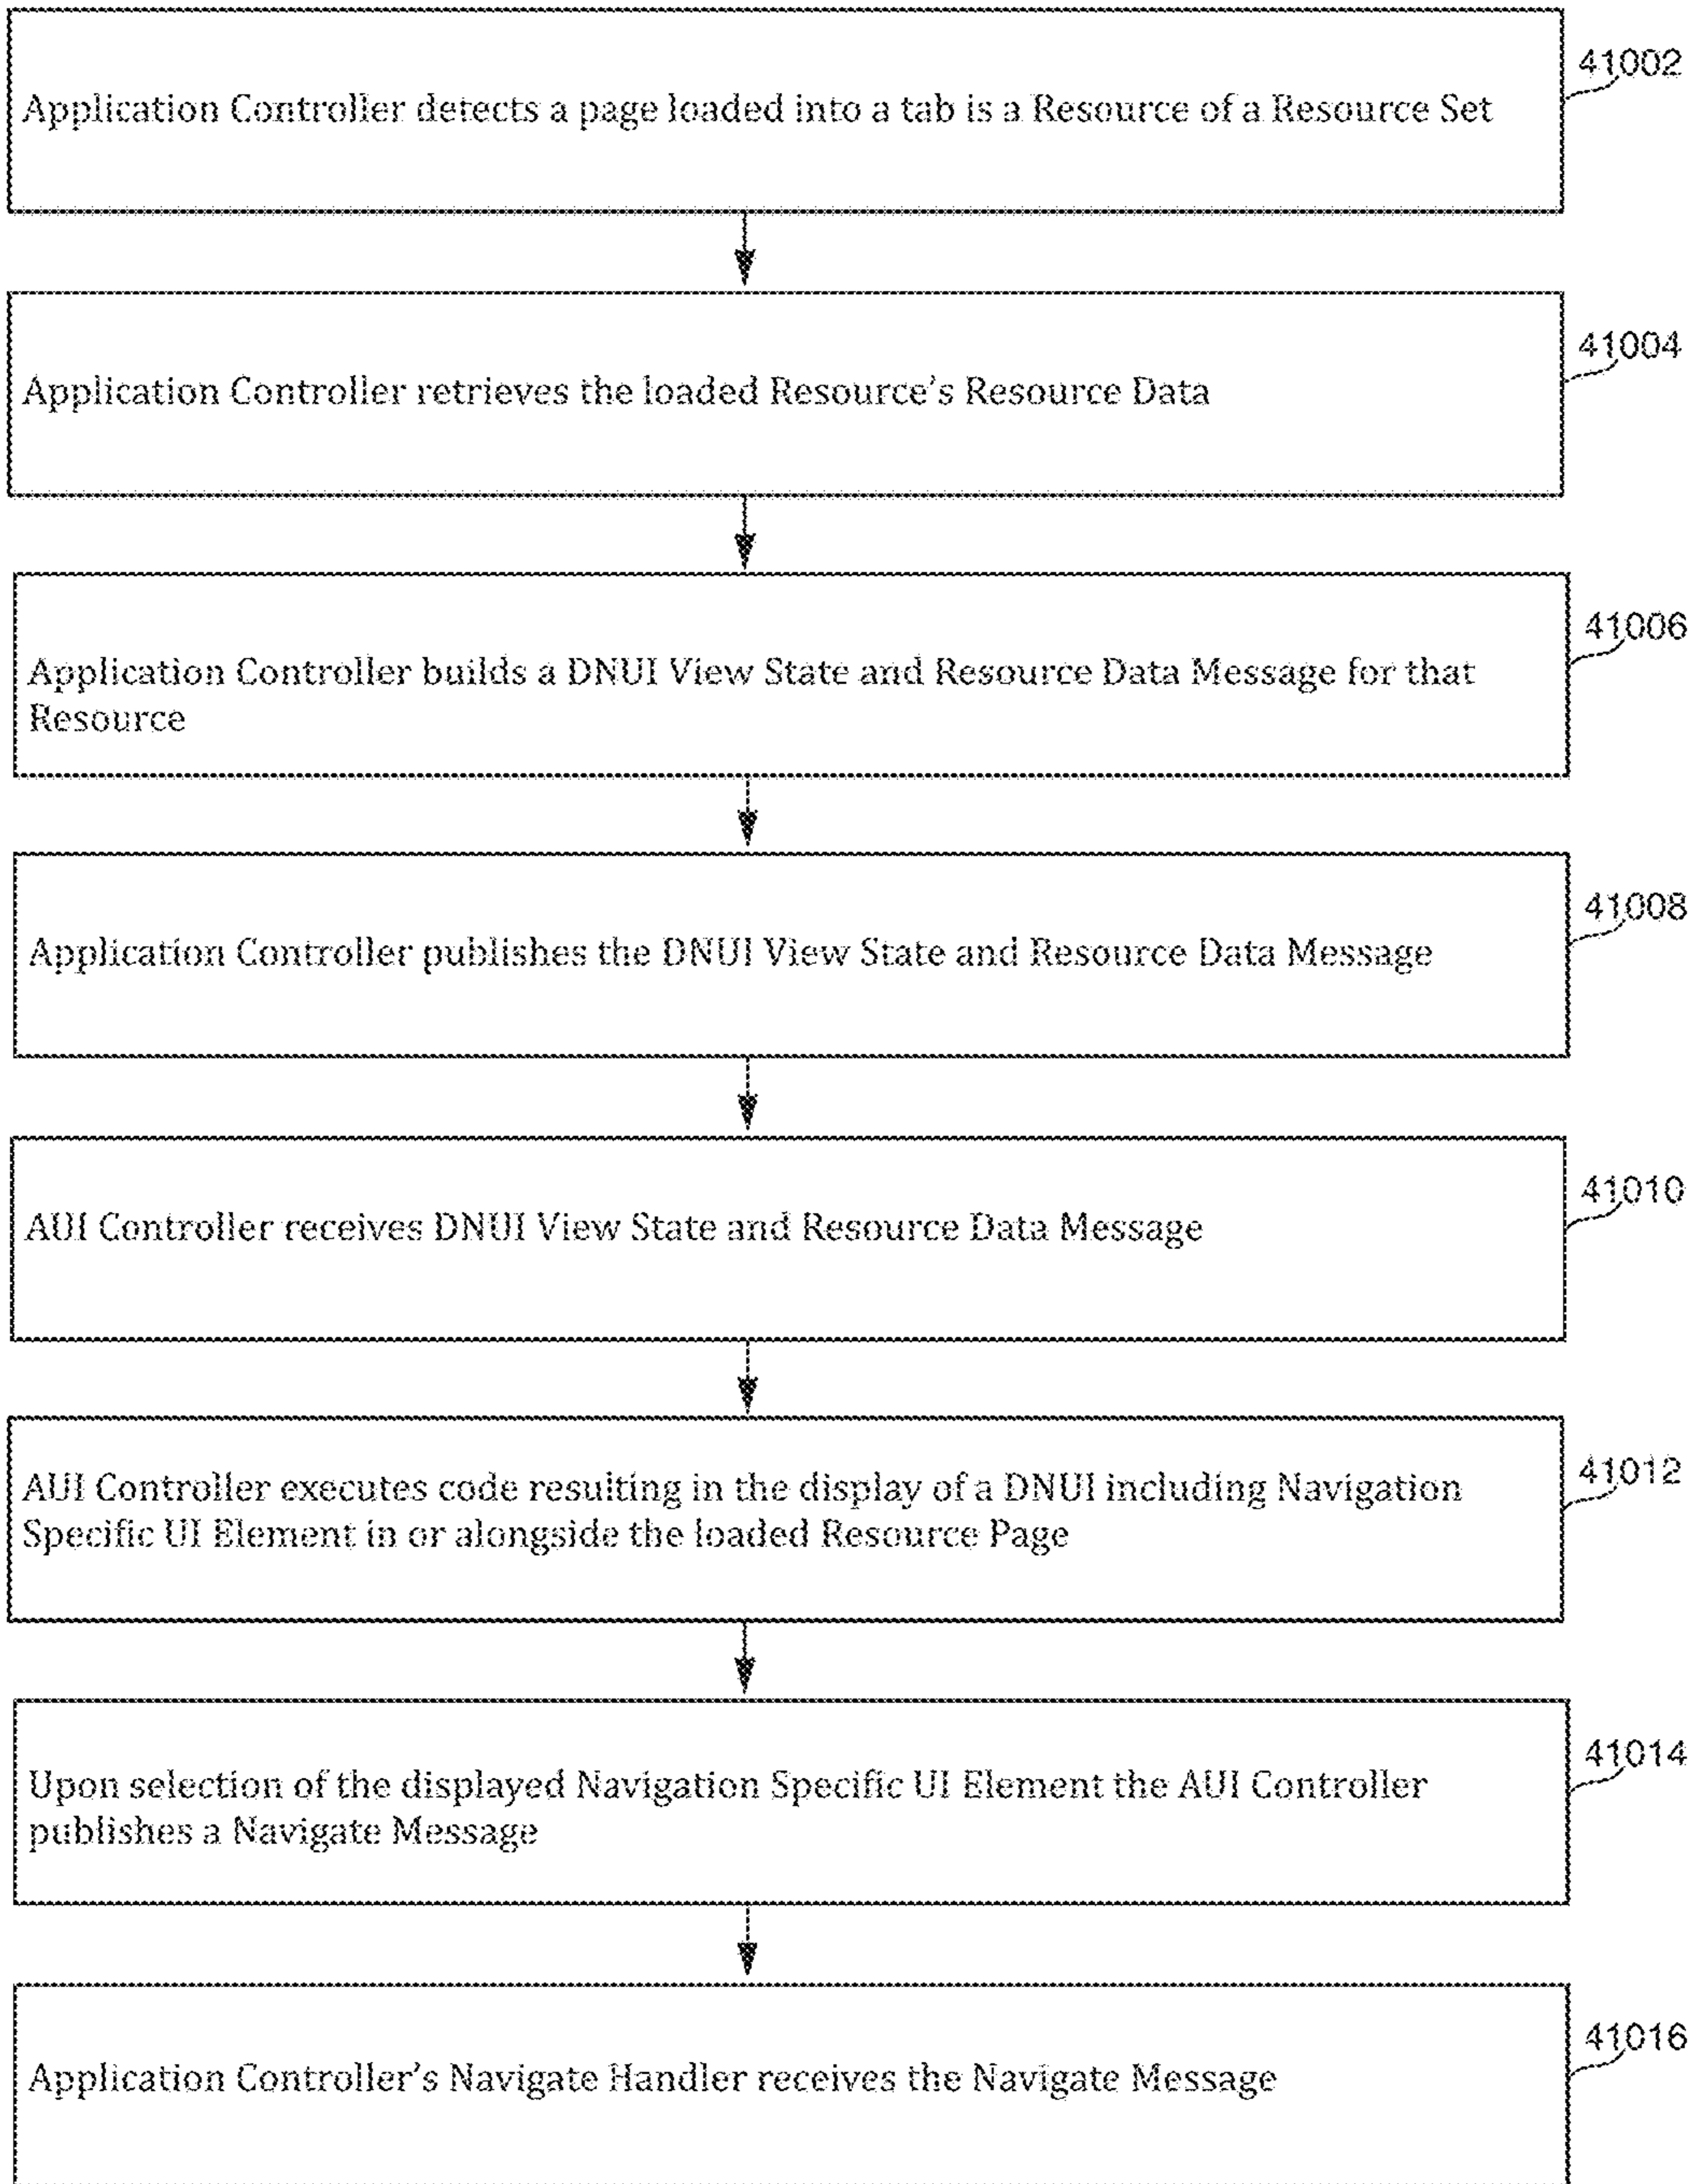 41002
Application Controller detects a page loaded into a tab is a Resource of a Resource Set
41004
Application Controller retrieves the loaded Resource's Resource Data
41006
Application Controller builds a DNUI View State and Resource Data Message for that
Resource
41008
Application Controller publishes the DNUI View State and Resource Data Message
41010
AUI Controller receives DNUI View State and Resource Data Message
41012
AUI Controller executes code resulting in the display of a DNUI including Navigation
Specific UI Element in or alongside the loaded Resource Page
41014
Upon selection of the displayed Navigation Specific UI Element the AUI Controller
publishes a Navigate Message
41016
Application Controller's Navigate Handler receives the Navigate Message